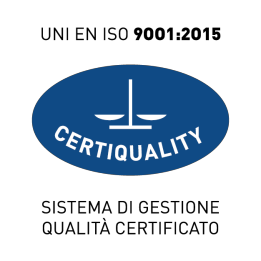 UNI EN ISO 9001:2015
CERTIQUALITY
SISTEMA DI GESTIONE
QUALITÀ CERTIFICATO